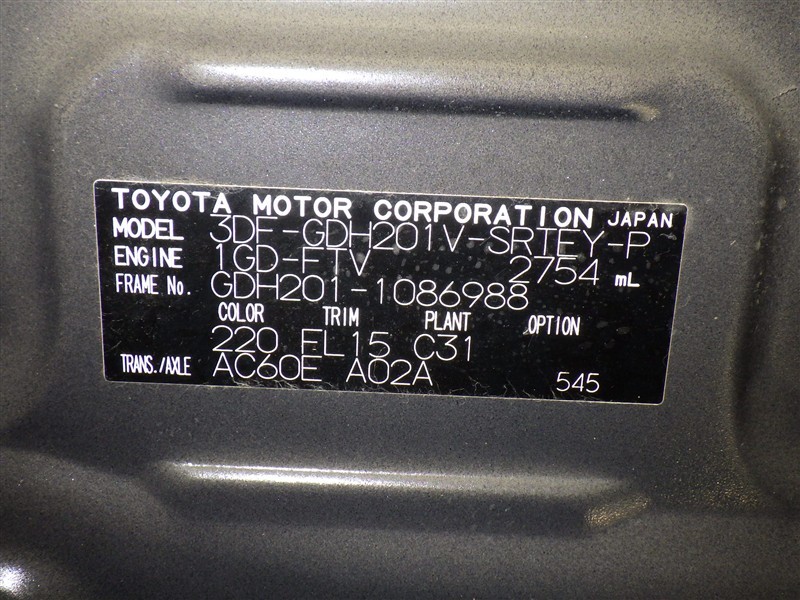 TOYOTA MOTOR CORPORATION JAPAN
MODEL 3DF-GDH201V-SRTEY-P
ENGINE 1GD-FTV 2754 mL
FRAME No. GDH201-1086988
COLOR TRIM PLANT OPTION
220 FL15 C31
TRANS./AXLE AC60E A02A 545